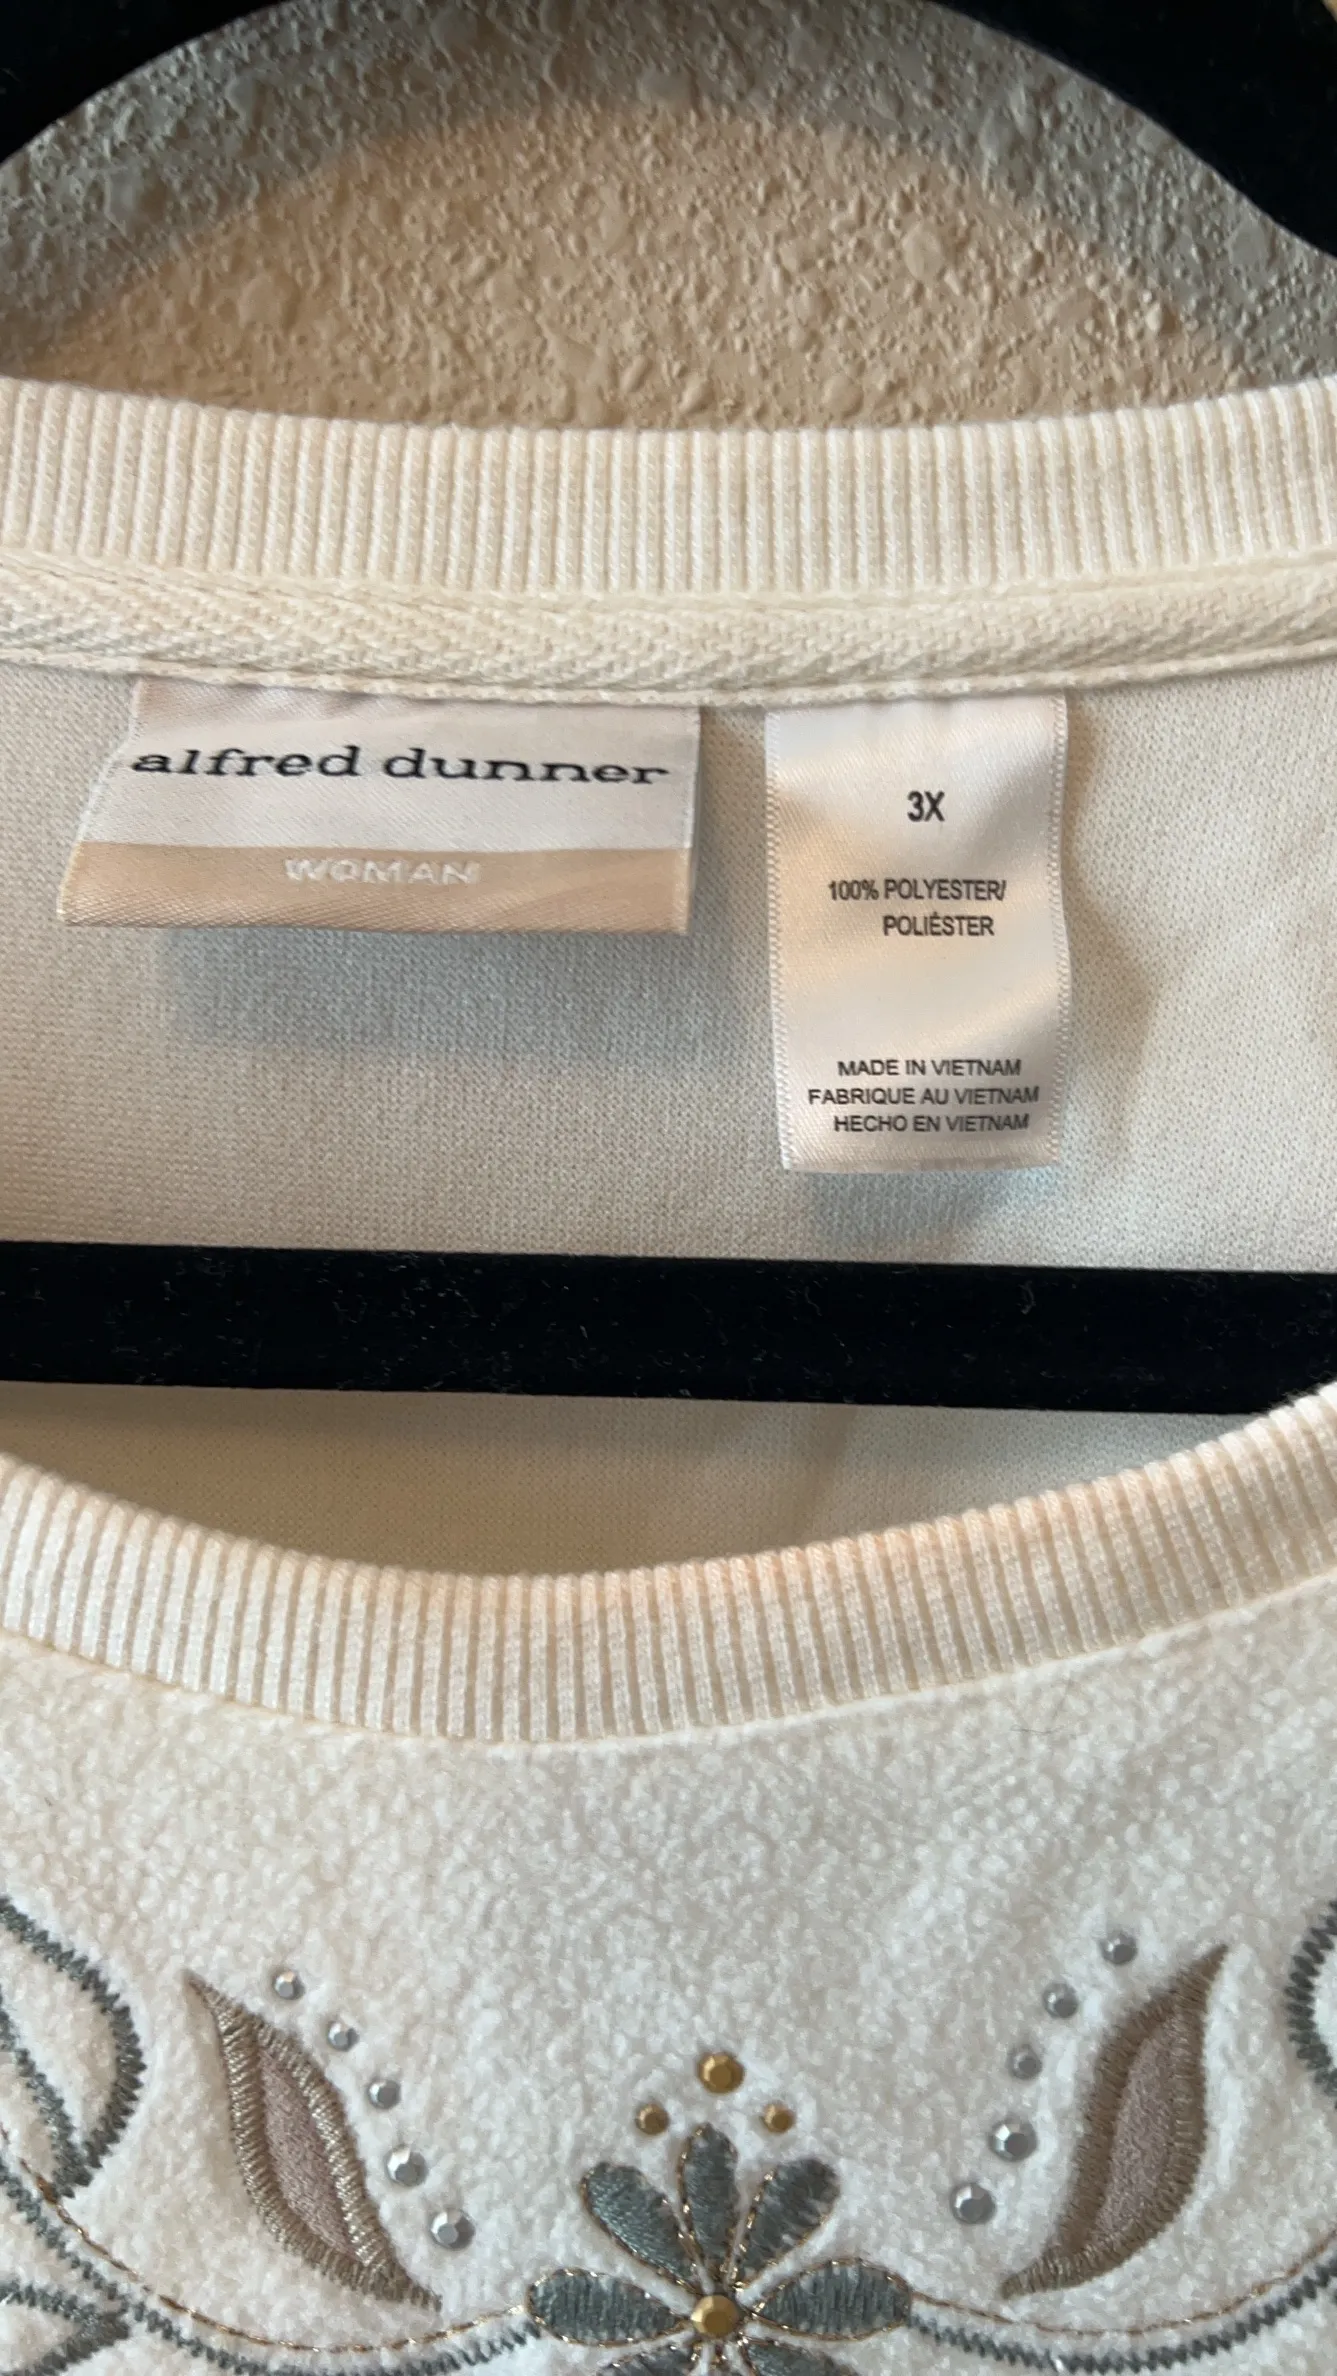 alfred dunner
WOMAN
3X
100% POLYESTER/
POLIÉSTER
MADE IN VIETNAM
FABRIQUE AU VIETNAM
HECHO EN VIETNAM